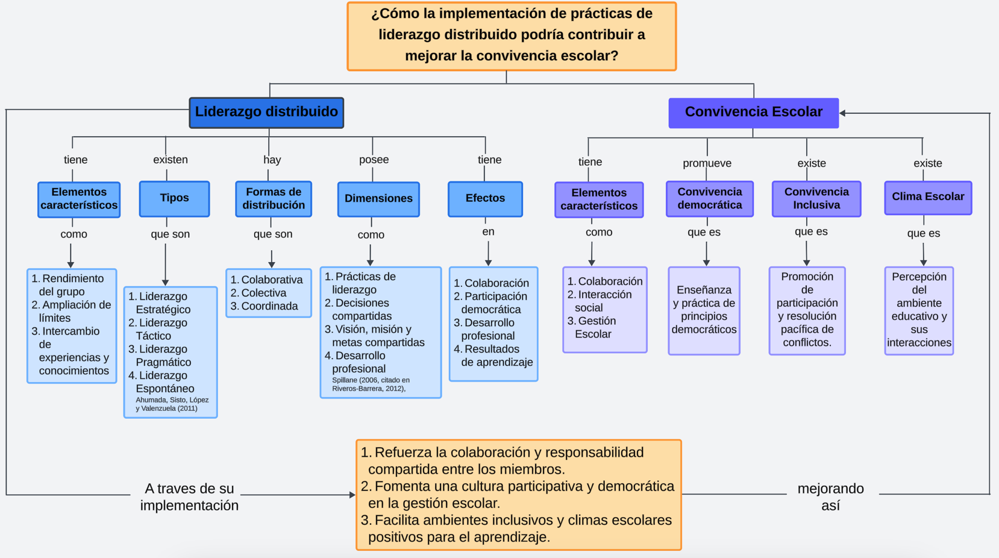 ¿Cómo la implementación de prácticas de
liderazgo distribuido podría contribuir a
mejorar la convivencia escolar?
Liderazgo distribuido
Convivencia Escolar
tiene
existen
hay
posee
tiene
tiene
promueve
existe
existe
Elementos
característicos
Tipos
Formas de
distribución
Dimensiones
Efectos
Elementos
característicos
Convivencia
democrática
Convivencia
Inclusiva
Clima Escolar
como
que son
que son
como
en
como
que es
que es
que es
1. Rendimiento
del grupo
2. Ampliación de
límites
3. Intercambio
de
experiencias y
conocimientos
1. Liderazgo
Estratégico
2. Liderazgo
Táctico
3. Liderazgo
Pragmático
4. Liderazgo
Espontáneo
Ahumada, Sisto, López
y Valenzuela (2011)
1. Colaborativa
2. Colectiva
3. Coordinada
1. Prácticas de
liderazgo
2. Decisiones
compartidas
3. Visión, misión y
metas compartidas
4. Desarrollo
profesional
Spillane (2006, citado en
Riveros-Barrera, 2012),
1. Colaboración
2. Participación
democrática
3. Desarrollo
profesional
4. Resultados
de aprendizaje
1. Colaboración
2. Interacción
social
3. Gestión
Escolar
Enseñanza
y práctica de
principios
democráticos
Promoción
de
participación
y resolución
pacífica de
conflictos.
Percepción
del
ambiente
educativo y
sus
interacciones
A traves de su
implementación
1. Refuerza la colaboración y responsabilidad
compartida entre los miembros.
2. Fomenta una cultura participativa y democrática
en la gestión escolar.
3. Facilita ambientes inclusivos y climas escolares
positivos para el aprendizaje.
mejorando
así